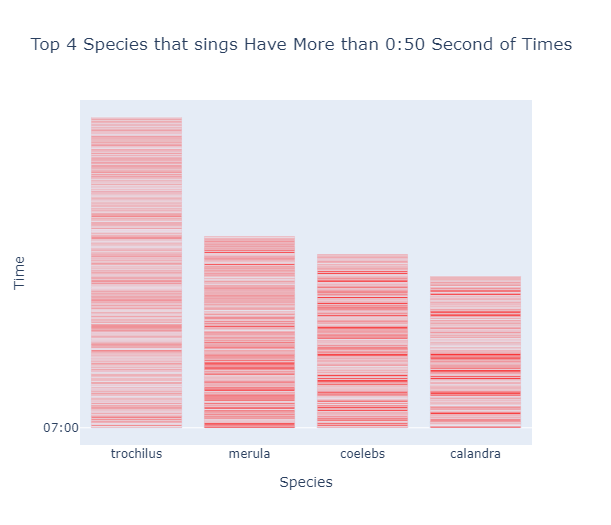 Top 4 Species that sings Have More than 0:50 Second of Times
Time
07:00
trochilus
merula
coelebs
calandra
Species